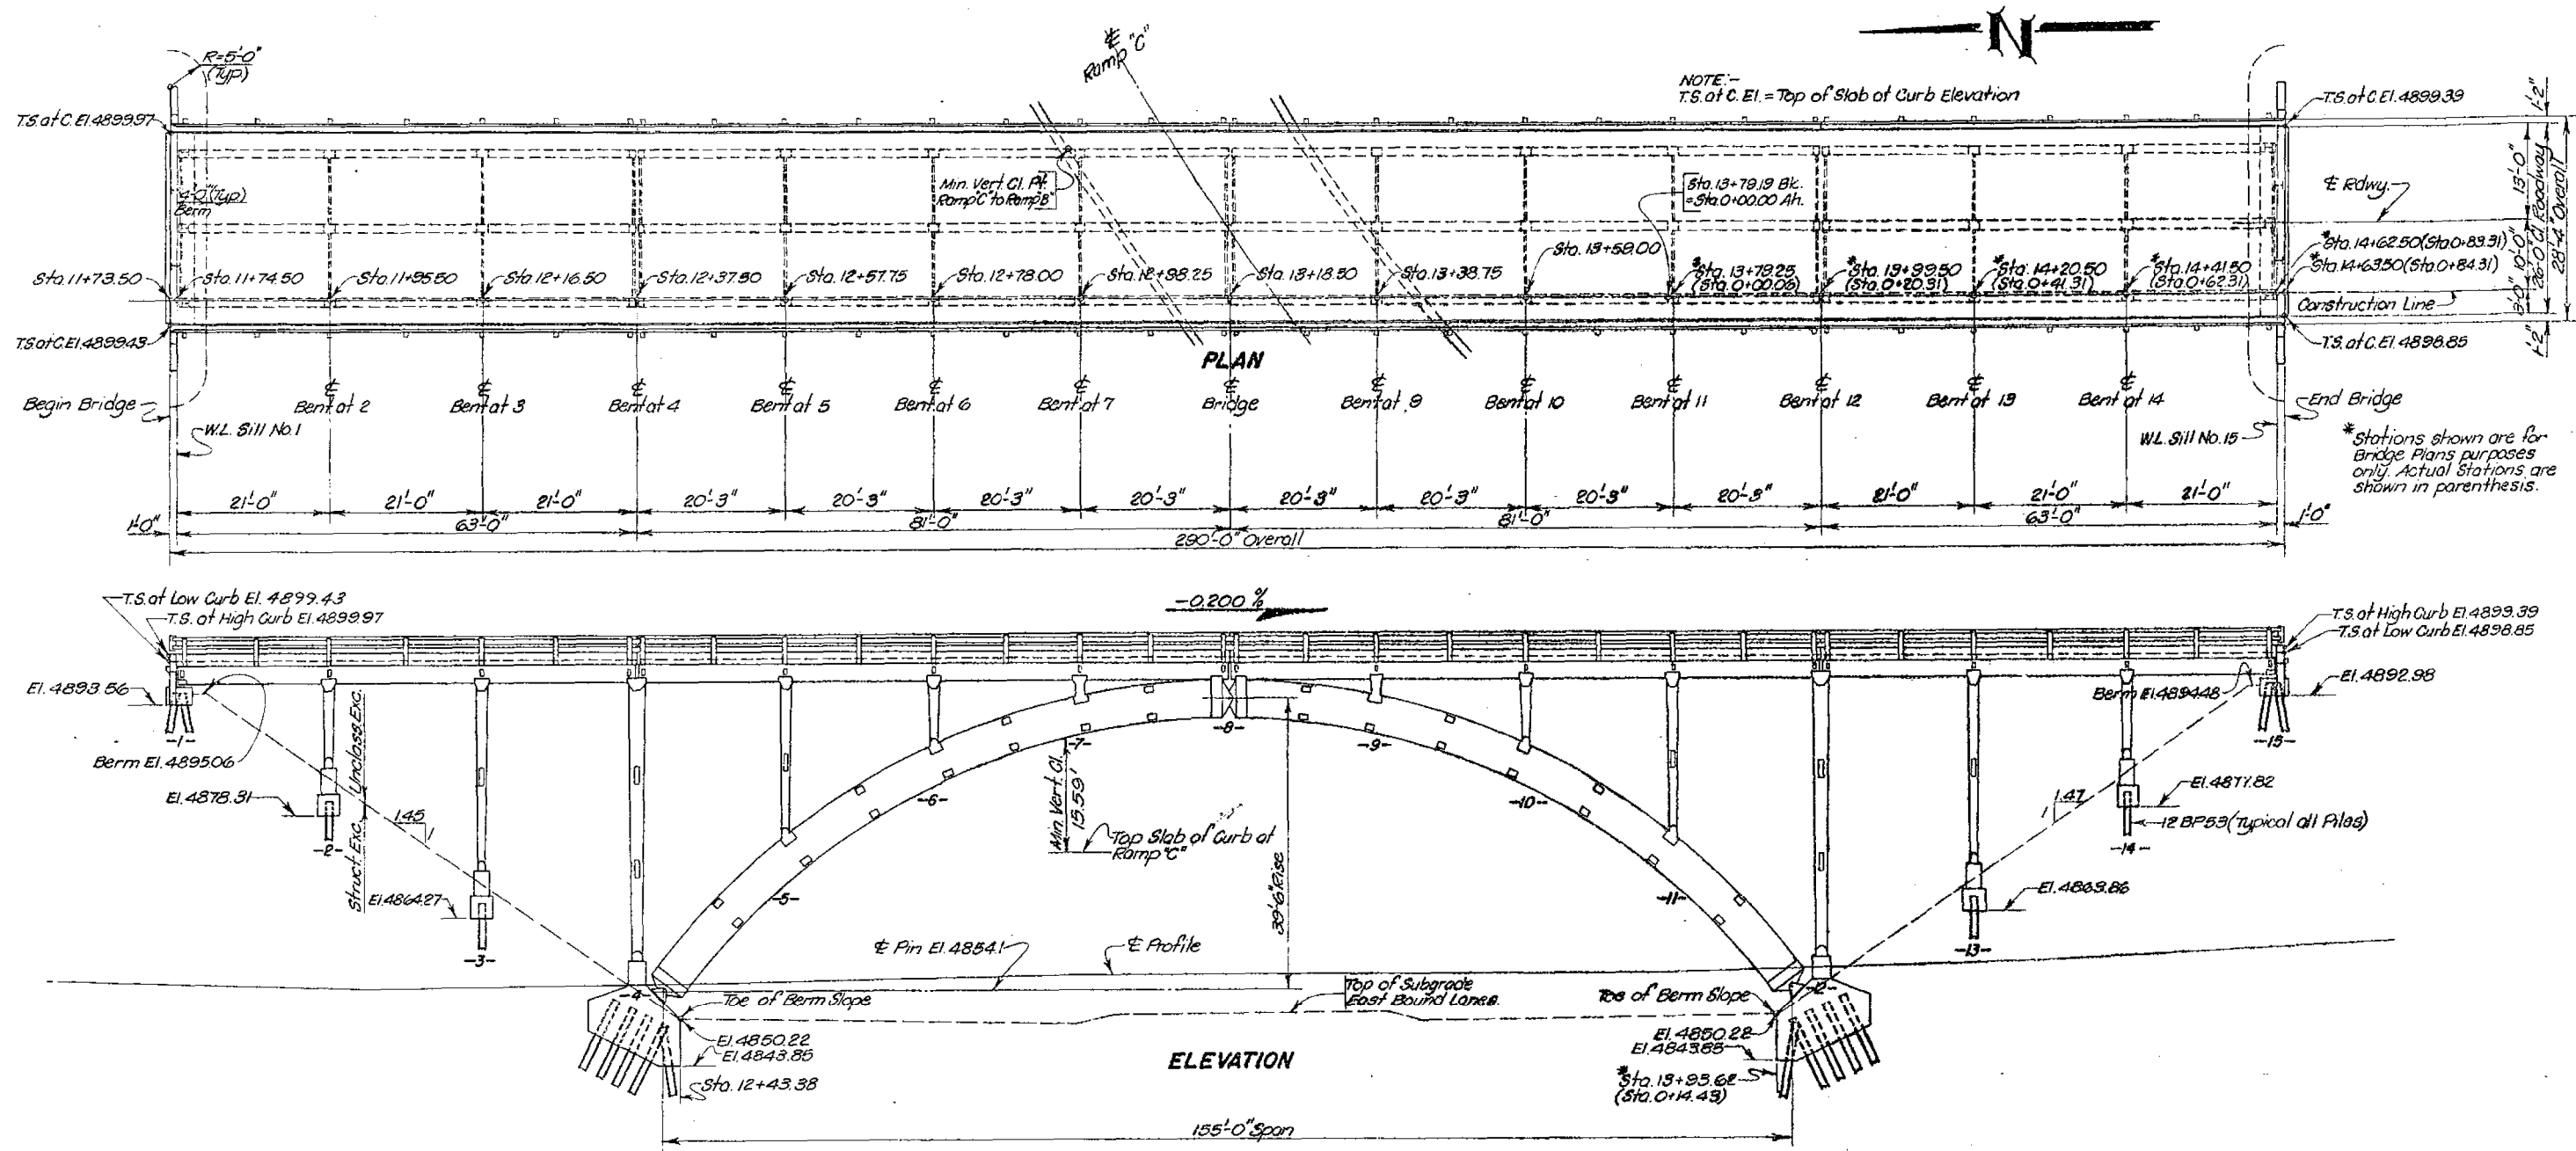 N
R=5'-0"
(Typ)
℄
Ramp "C"
NOTE:-
T.S. at C. El. = Top of Slab at Curb Elevation
T.S. at C. El. 4899.97
T.S. at C. El. 4899.39
1'-2"
4'-0" (Typ)
Berm
Min. Vert. Cl. Pt.
Ramp "C" to Ramp "B"
Sta. 13+79.19 Bk.
= Sta. 0+00.00 Ah.
℄ Rdwy.
13'-0"
10'-0"
3'-0"
26'-0" Cl. Roadway
28'-4" Overall
1'-2"
Sta. 11+73.50
Sta. 11+74.50
Sta. 11+95.50
Sta. 12+16.50
Sta. 12+37.50
Sta. 12+57.75
Sta. 12+78.00
Sta. 12+98.25
Sta. 13+18.50
Sta. 13+38.75
Sta. 13+59.00
*Sta. 13+79.25
(Sta. 0+00.06)
*Sta. 13+99.50
(Sta. 0+20.31)
*Sta. 14+20.50
(Sta. 0+41.31)
*Sta. 14+41.50
(Sta. 0+62.31)
*Sta. 14+62.50 (Sta. 0+83.31)
*Sta. 14+63.50 (Sta. 0+84.31)
Construction Line
T.S. at C. El. 4899.43
T.S. at C. El. 4898.85
PLAN
Begin Bridge
W.L. Sill No. 1
℄
Bent at 2
℄
Bent at 3
℄
Bent at 4
℄
Bent at 5
℄
Bent at 6
℄
Bent at 7
℄
Bridge
℄
Bent at 9
℄
Bent at 10
℄
Bent at 11
℄
Bent at 12
℄
Bent at 13
℄
Bent at 14
End Bridge
W.L. Sill No. 15
*Stations shown are for
Bridge Plans purposes
only. Actual Stations are
shown in parenthesis.
21'-0" 21'-0" 21'-0" 20'-3" 20'-3" 20'-3" 20'-3" 20'-3" 20'-3" 20'-3" 20'-3" 21'-0" 21'-0" 21'-0"
1'-0" 63'-0" 81'-0" 81'-0" 63'-0" 1'-0"
290'-0" Overall
T.S. at Low Curb El. 4899.43
T.S. at High Curb El. 4899.97
-0.200 %
T.S. at High Curb El. 4899.39
T.S. at Low Curb El. 4898.85
El. 4893.56
Berm El. 4894.48
El. 4892.98
-1-
Berm El. 4895.06
El. 4878.31
-2-
Struct. Exc.
Unclass. Exc.
1.45
1
El. 4864.27
-3-
-4-
-5-
-6-
-7-
-8-
-9-
-10-
-11-
-12-
-13-
-14-
-15-
Min. Vert. Cl.
15.59'
Top Slab at Curb at
Ramp "C"
39'-6" Rise
1.47
1
El. 4877.82
12 BP53 (Typical all Piles)
El. 4863.86
℄ Pin El. 4854.1
℄ Profile
Toe of Berm Slope
Top of Subgrade
East Bound Lanes.
Toe of Berm Slope
El. 4850.22
El. 4843.85
Sta. 12+43.38
ELEVATION
El. 4850.22
El. 4843.85
*Sta. 13+93.62
(Sta. 0+14.43)
155'-0" Span